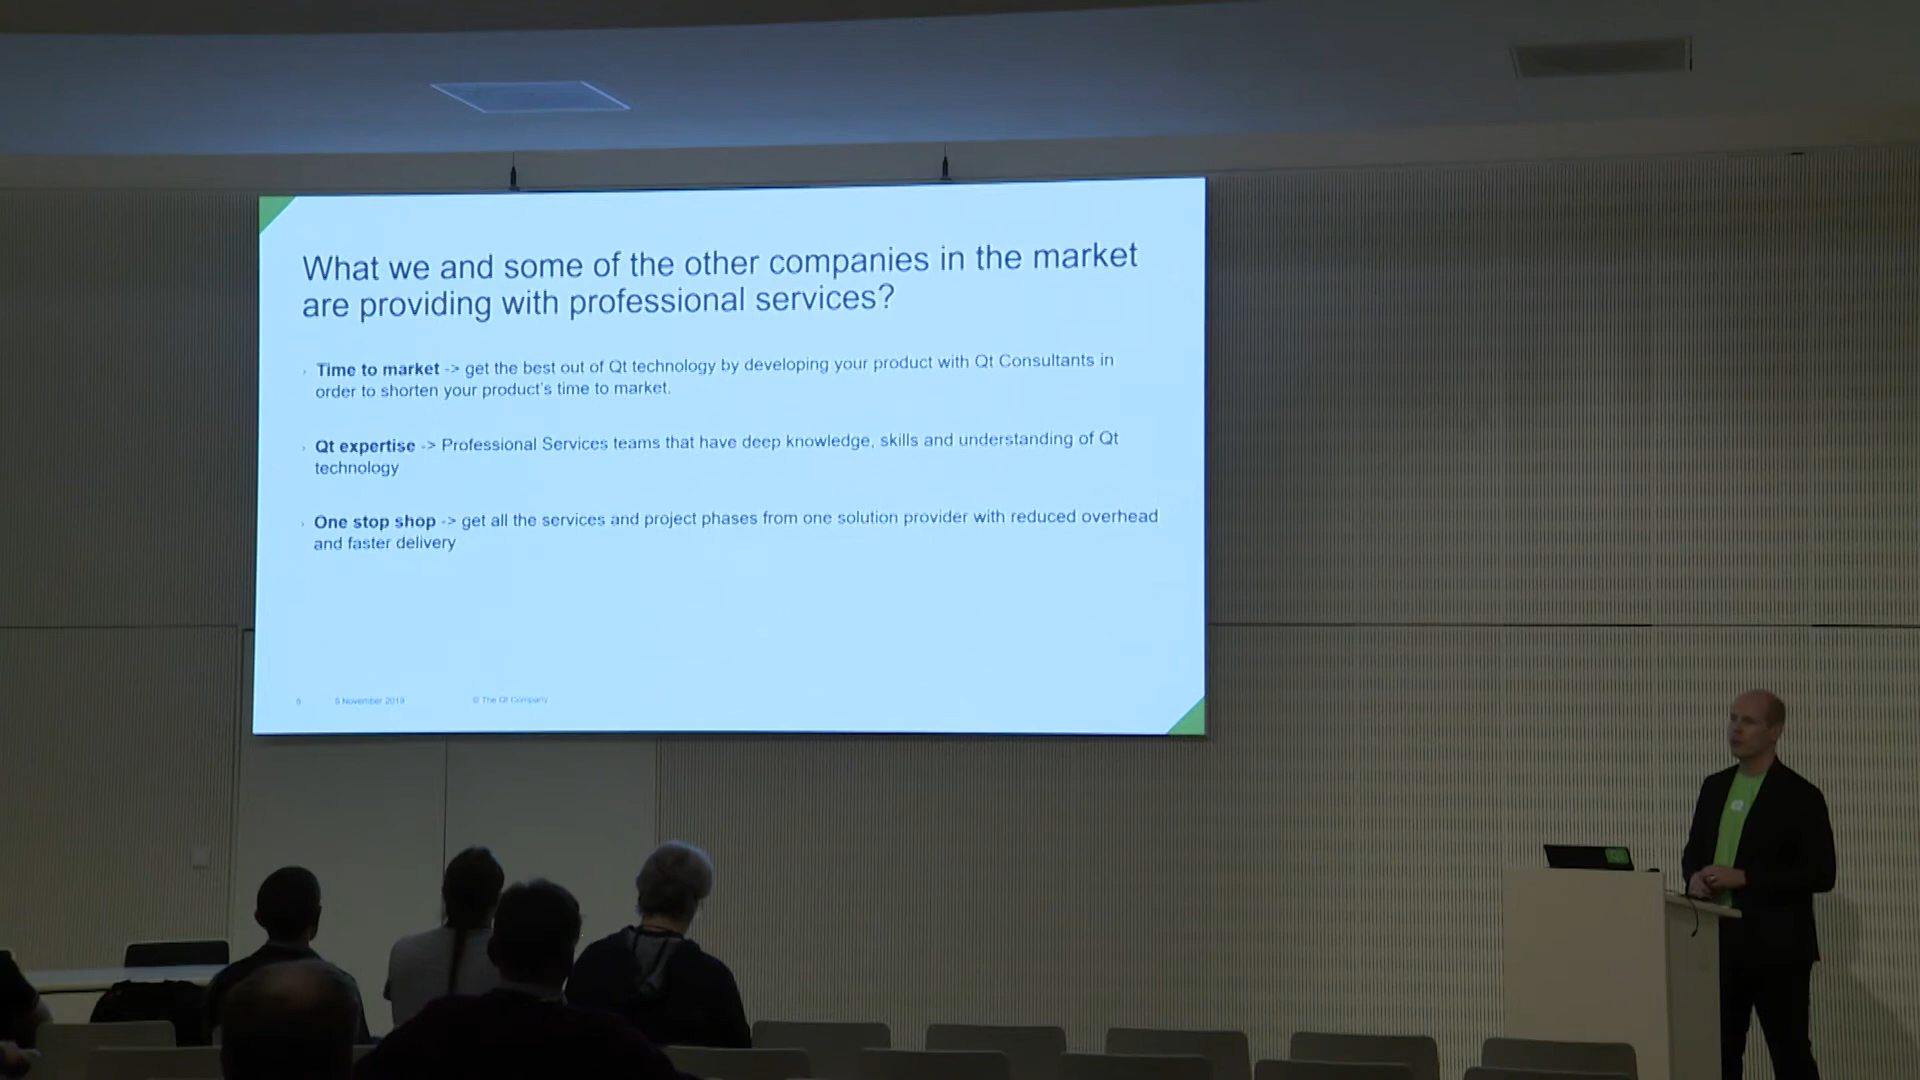 What we and some of the other companies in the market
are providing with professional services?
› Time to market -> get the best out of Qt technology by developing your product with Qt Consultants in
order to shorten your product's time to market.
› Qt expertise -> Professional Services teams that have deep knowledge, skills and understanding of Qt
technology
› One stop shop -> get all the services and project phases from one solution provider with reduced overhead
and faster delivery
November 2019
© The Qt Company